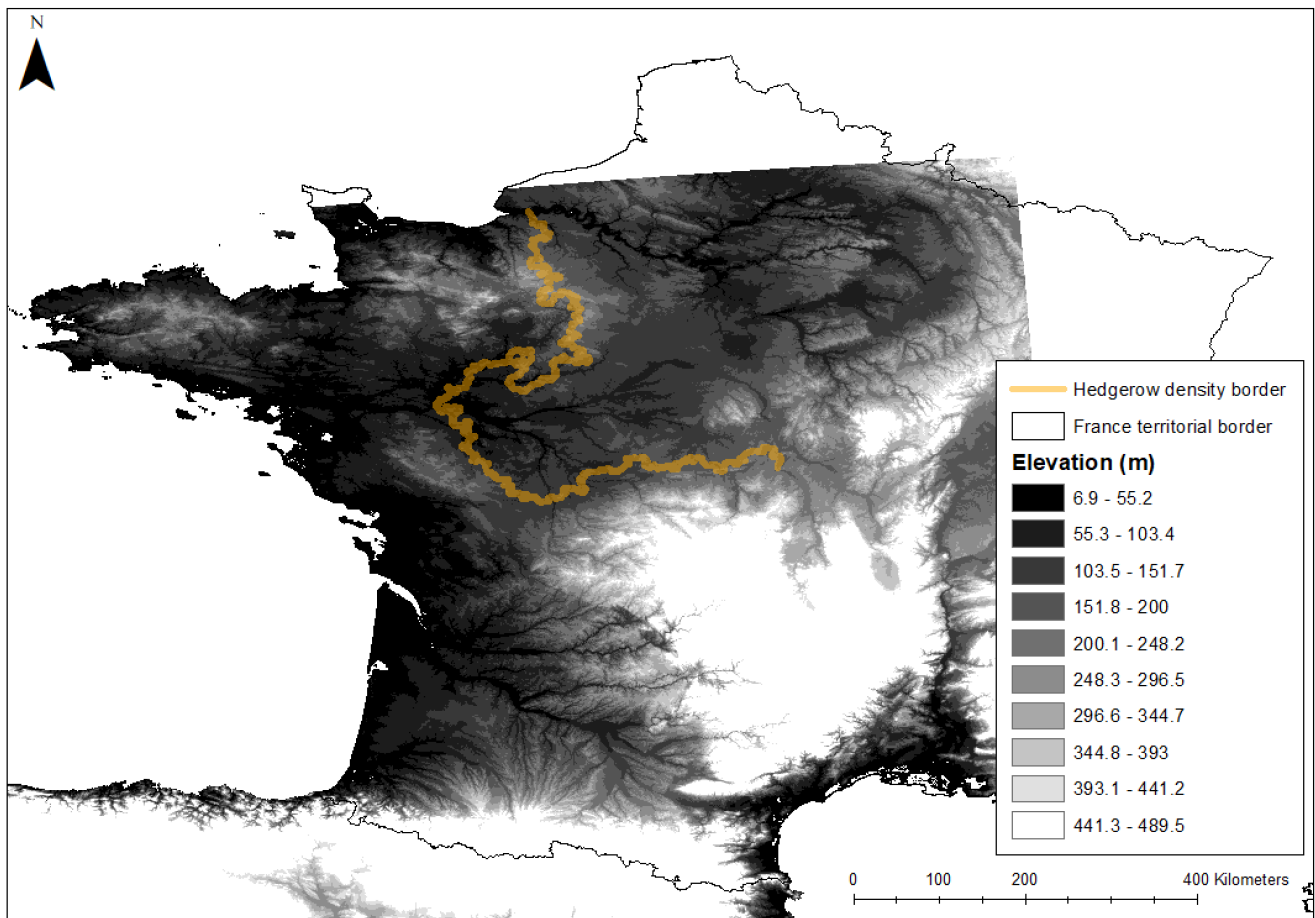 N
Hedgerow density border
France territorial border
Elevation (m)
6.9 - 55.2
55.3 - 103.4
103.5 - 151.7
151.8 - 200
200.1 - 248.2
248.3 - 296.5
296.6 - 344.7
344.8 - 393
393.1 - 441.2
441.3 - 489.5
0 100 200 400 Kilometers